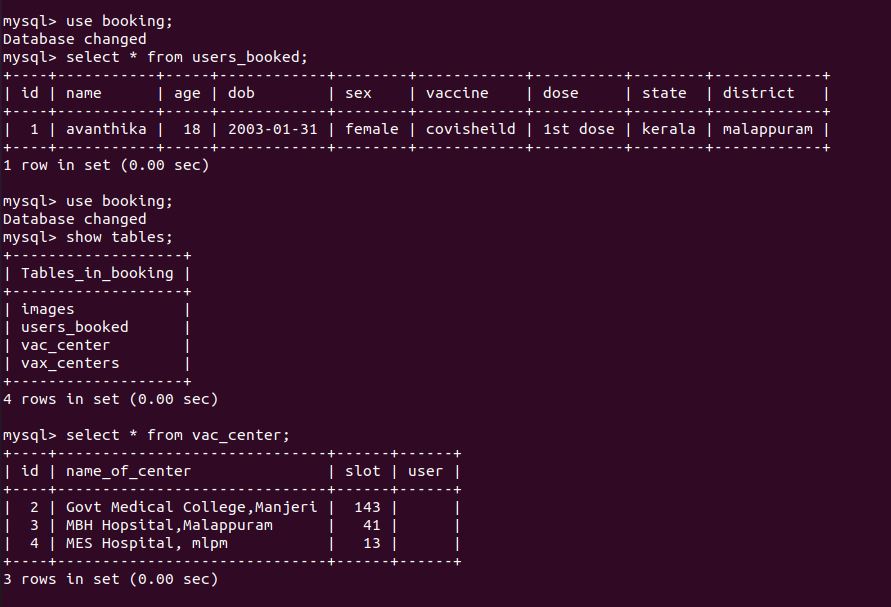 mysql> use booking;
Database changed
mysql> select * from users_booked;
+----+-----------+-----+------------+--------+------------+----------+--------+------------+
| id | name      | age | dob        | sex    | vaccine    | dose     | state  | district   |
+----+-----------+-----+------------+--------+------------+----------+--------+------------+
|  1 | avanthika |  18 | 2003-01-31 | female | covisheild | 1st dose | kerala | malappuram |
+----+-----------+-----+------------+--------+------------+----------+--------+------------+
1 row in set (0.00 sec)

mysql> use booking;
Database changed
mysql> show tables;
+-------------------+
| Tables_in_booking |
+-------------------+
| images            |
| users_booked      |
| vac_center        |
| vax_centers       |
+-------------------+
4 rows in set (0.00 sec)

mysql> select * from vac_center;
+----+------------------------------+------+------+
| id | name_of_center               | slot | user |
+----+------------------------------+------+------+
|  2 | Govt Medical College,Manjeri |  143 |      |
|  3 | MBH Hopsital,Malappuram      |   41 |      |
|  4 | MES Hospital, mlpm           |   13 |      |
+----+------------------------------+------+------+
3 rows in set (0.00 sec)